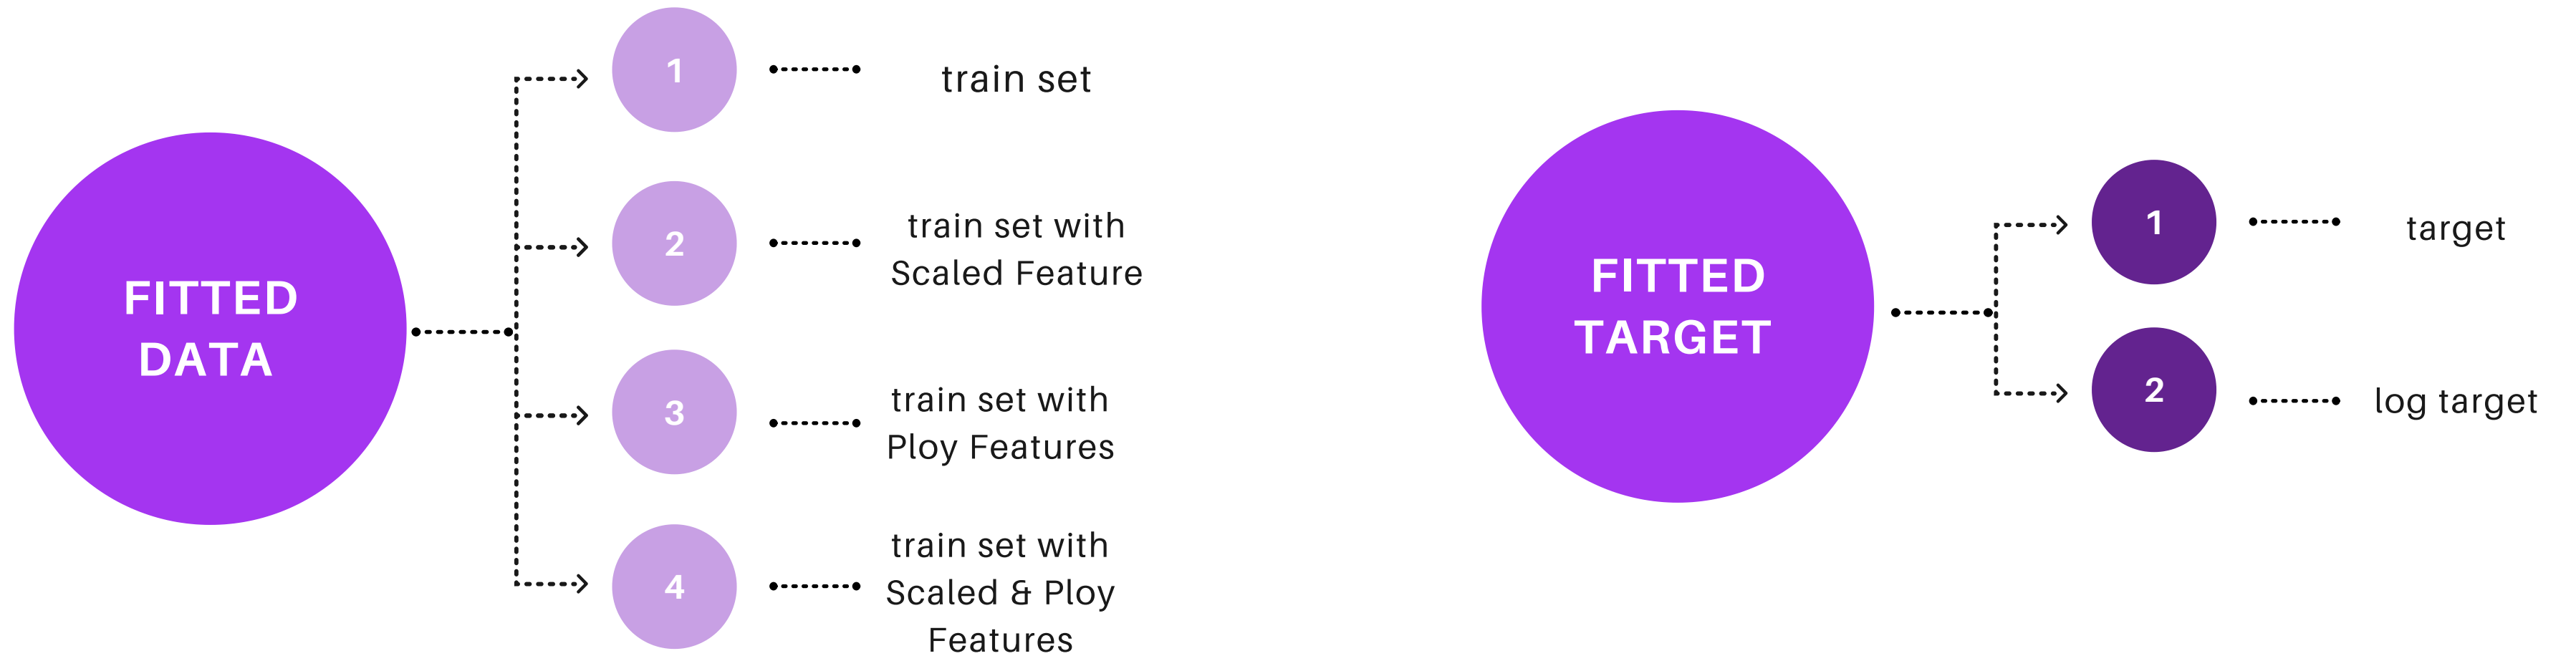 FITTED
DATA
1
train set
2
train set with
Scaled Feature
3
train set with
Ploy Features
4
train set with
Scaled & Ploy
Features
FITTED
TARGET
1
target
2
log target